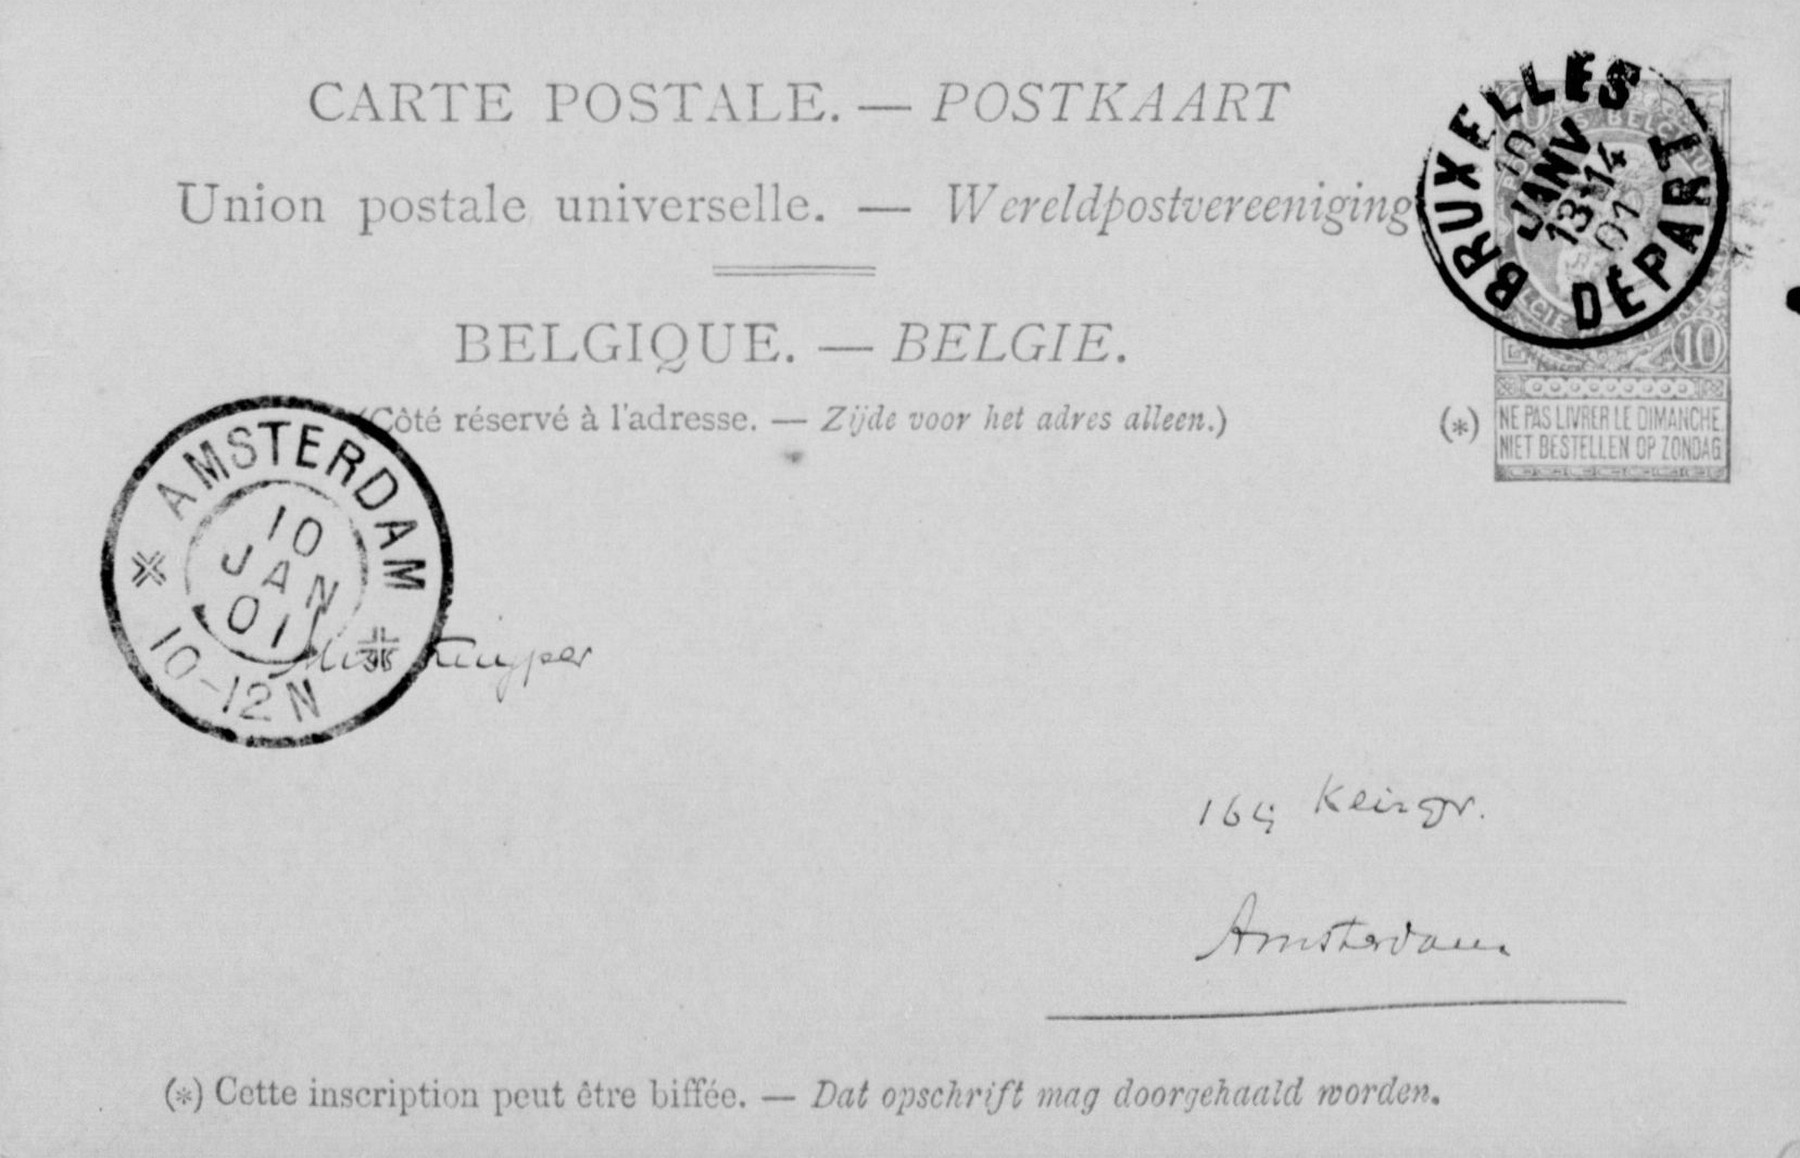 CARTE POSTALE. — POSTKAART
Union postale universelle. — Wereldpostvereeniging
BELGIQUE. — BELGIE.
(Côté réservé à l'adresse. — Zijde voor het adres alleen.)
BRUXELLES
10
JANV
13-14
01
DÉPART
10
(*)
NE PAS LIVRER LE DIMANCHE.
NIET BESTELLEN OP ZONDAG
AMSTERDAM
10
JAN
01
10-12 N
Kuyper
Amsterdam
(*) Cette inscription peut être biffée. — Dat opschrift mag doorgehaald worden.